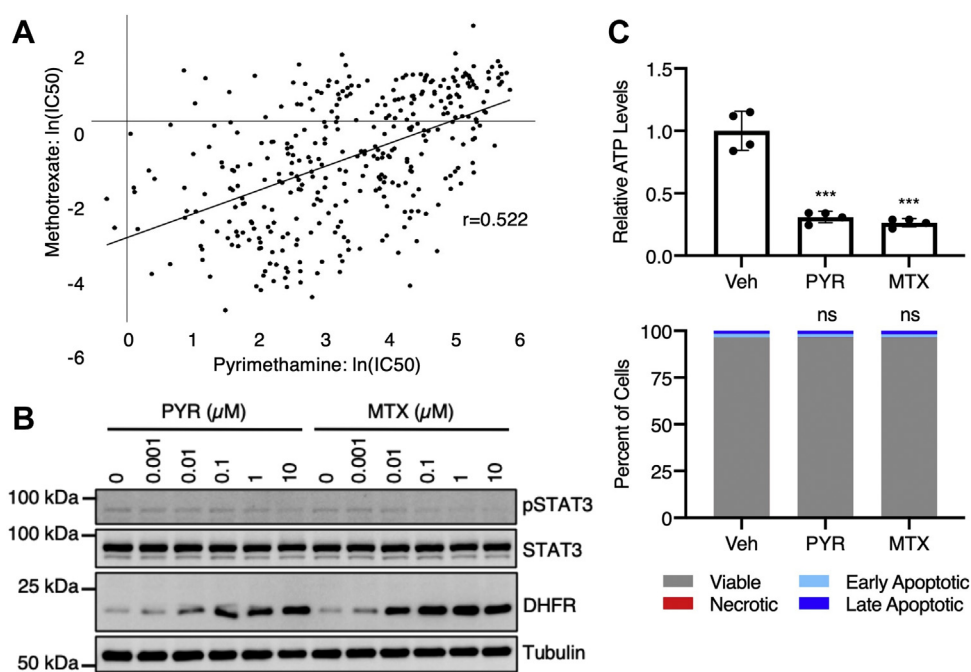 A
Methotrexate: ln(IC50)
2
0
-2
-4
-6
r=0.522
0 1 2 3 4 5 6
Pyrimethamine: ln(IC50)
B
PYR (µM) MTX (µM)
0 0.001 0.01 0.1 1 10 0 0.001 0.01 0.1 1 10
100 kDa pSTAT3
100 kDa STAT3
25 kDa DHFR
50 kDa Tubulin
C
Relative ATP Levels
1.5
1.0
0.5
0.0
*** ***
Veh PYR MTX
ns ns
Percent of Cells
100
75
50
25
0
Veh PYR MTX
Viable Early Apoptotic
Necrotic Late Apoptotic